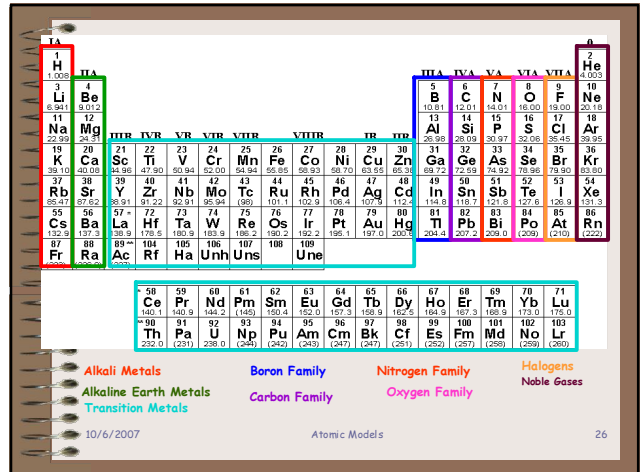 IA 0
1 2
H He
1.008 IIA IIIA IVA VA VIA VIIA 4.003
3 4 5 6 7 8 9 10
Li Be B C N O F Ne
6.941 9.012 10.81 12.01 14.01 16.00 19.00 20.18
11 12 13 14 15 16 17 18
Na Mg Al Si P S Cl Ar
22.99 24.31 IIIB IVB VB VIB VIIB VIIIB IB IIB 26.98 28.09 30.97 32.06 35.45 39.95
19 20 21 22 23 24 25 26 27 28 29 30 31 32 33 34 35 36
K Ca Sc Ti V Cr Mn Fe Co Ni Cu Zn Ga Ge As Se Br Kr
39.10 40.08 44.96 47.90 50.94 52.00 54.94 55.85 58.93 58.70 63.55 65.38 69.72 72.59 74.92 78.96 79.90 83.80
37 38 39 40 41 42 43 44 45 46 47 48 49 50 51 52 53 54
Rb Sr Y Zr Nb Mo Tc Ru Rh Pd Ag Cd In Sn Sb Te I Xe
85.47 87.62 88.91 91.22 92.91 95.94 (98) 101.1 102.9 106.4 107.9 112.4 114.8 118.7 121.8 127.6 126.9 131.3
55 56 57 * 72 73 74 75 76 77 78 79 80 81 82 83 84 85 86
Cs Ba La Hf Ta W Re Os Ir Pt Au Hg Tl Pb Bi Po At Rn
132.9 137.3 138.9 178.5 180.9 183.9 186.2 190.2 192.2 195.1 197.0 200.6 204.4 207.2 209.0 (209) (210) (222)
87 88 89 ** 104 105 106 107 108 109
Fr Ra Ac Rf Ha Unh Uns Une
* 58 59 60 61 62 63 64 65 66 67 68 69 70 71
Ce Pr Nd Pm Sm Eu Gd Tb Dy Ho Er Tm Yb Lu
140.1 140.9 144.2 (145) 150.4 152.0 157.3 158.9 162.5 164.9 167.3 168.9 173.0 175.0
** 90 91 92 93 94 95 96 97 98 99 100 101 102 103
Th Pa U Np Pu Am Cm Bk Cf Es Fm Md No Lr
232.0 (231) 238.0 (244) (242) (243) (247) (247) (251) (252) (257) (258) (259) (260)
Alkali Metals Boron Family Nitrogen Family Halogens
Alkaline Earth Metals Carbon Family Oxygen Family Noble Gases
Transition Metals
10/6/2007 Atomic Models 26